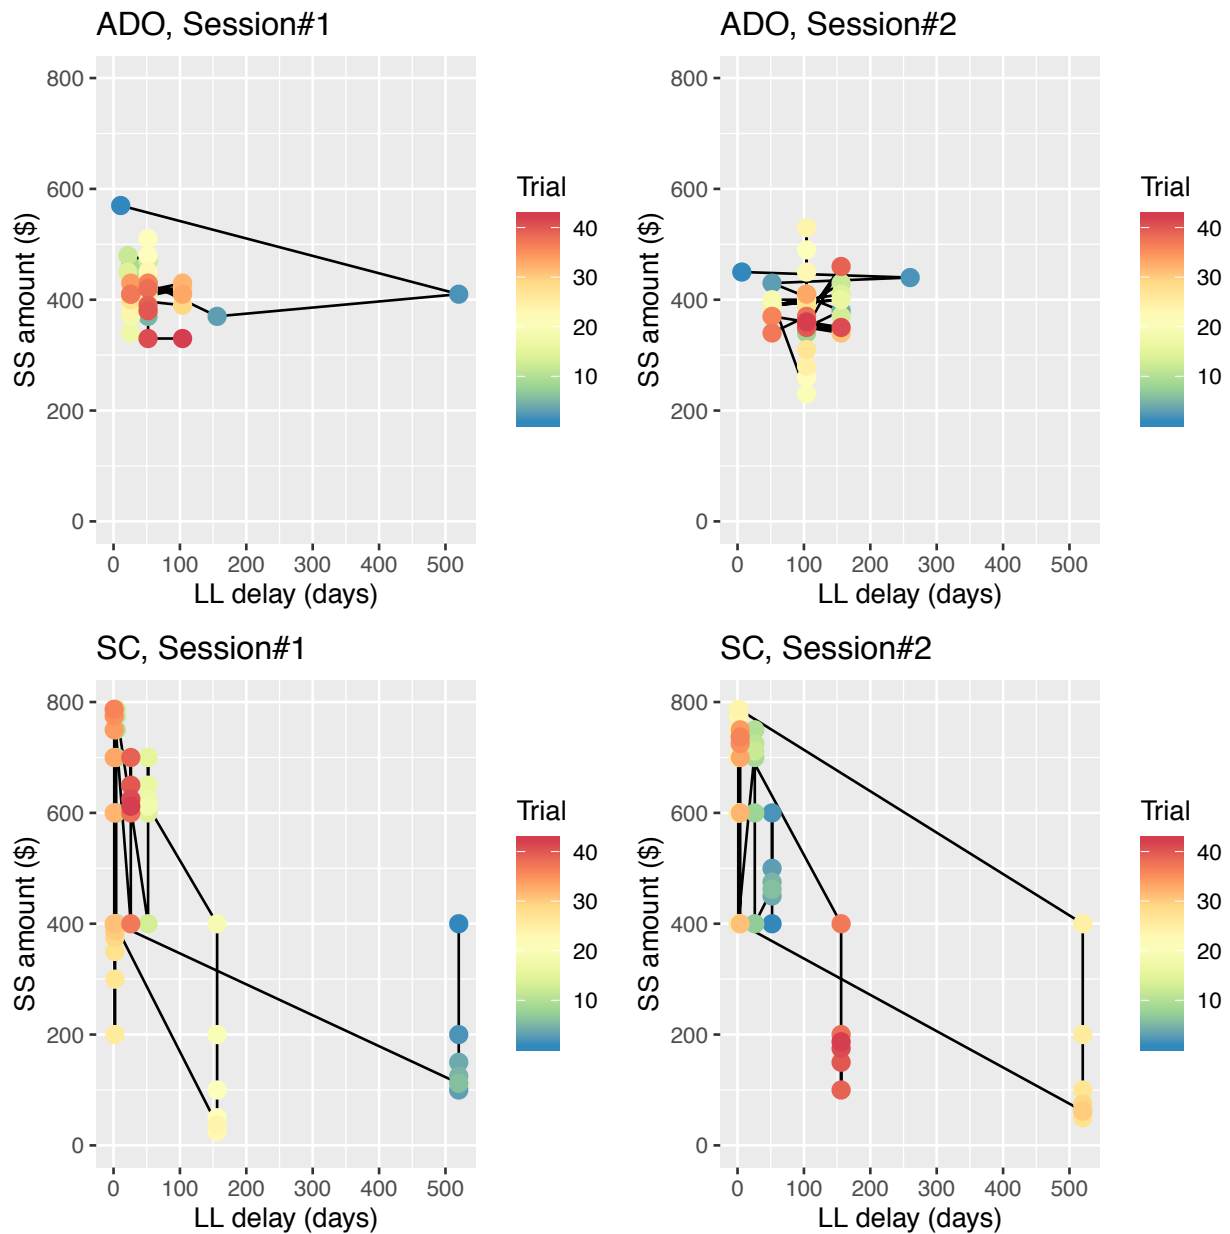 ADO, Session#1
800
600
400
200
0
SS amount ($)
0 100 200 300 400 500
LL delay (days)
Trial
40
30
20
10
ADO, Session#2
800
600
400
200
0
SS amount ($)
0 100 200 300 400 500
LL delay (days)
Trial
40
30
20
10
SC, Session#1
800
600
400
200
0
SS amount ($)
0 100 200 300 400 500
LL delay (days)
Trial
40
30
20
10
SC, Session#2
800
600
400
200
0
SS amount ($)
0 100 200 300 400 500
LL delay (days)
Trial
40
30
20
10